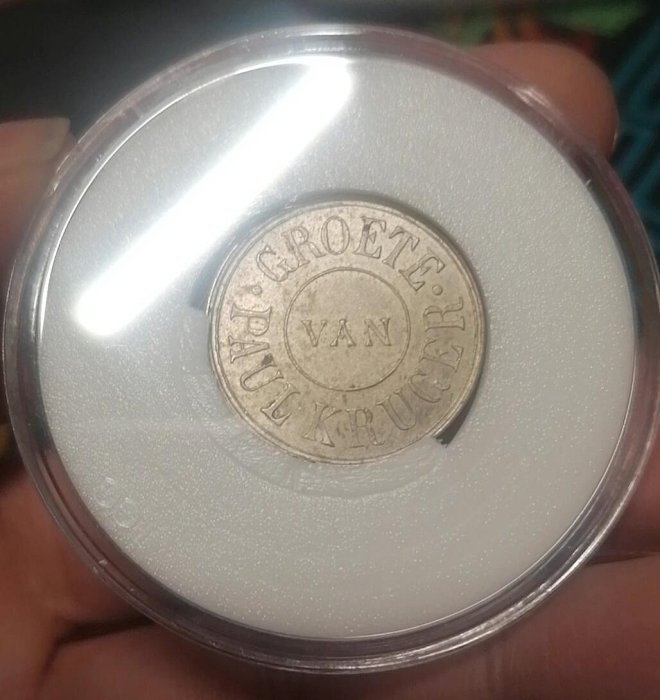 · GROETE ·
VAN
PAUL KRUGER